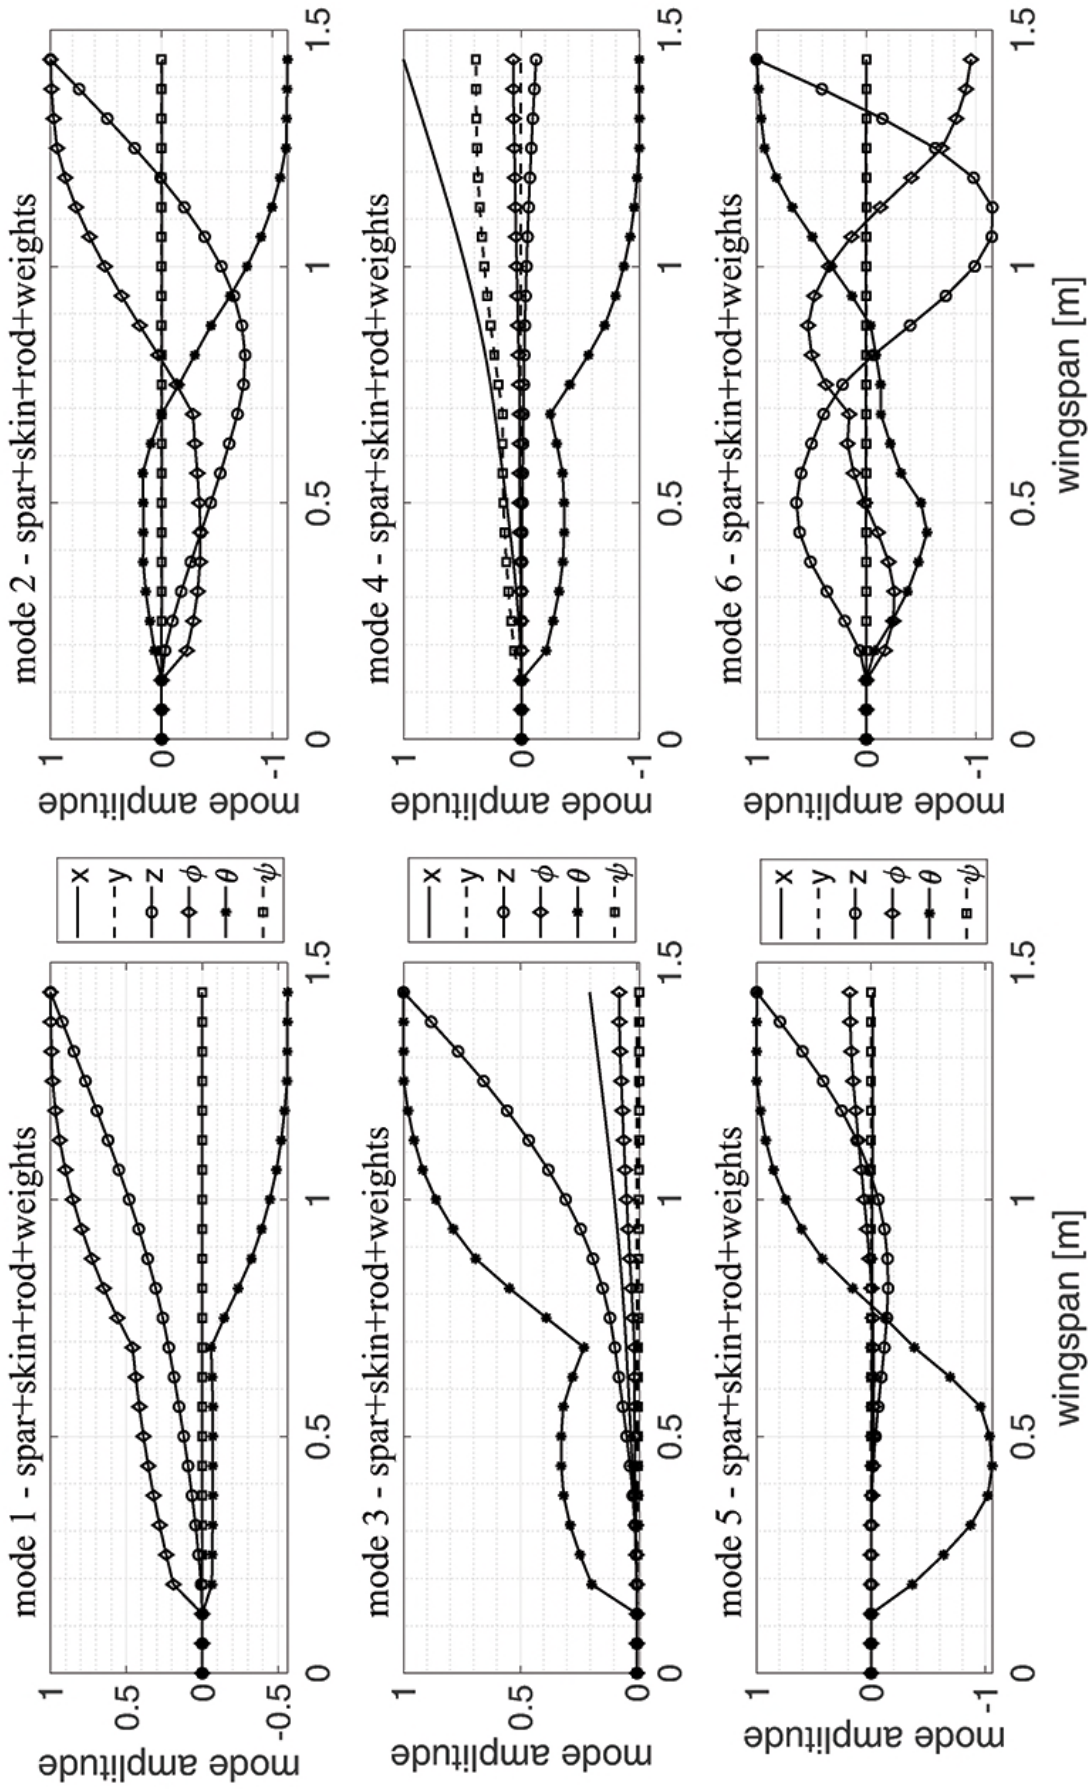 mode 1 - spar+skin+rod+weights
mode amplitude
1
0.5
0
-0.5
0
0.5
1
1.5
x
y
z
ϕ
θ
ψ
mode 2 - spar+skin+rod+weights
mode amplitude
1
0
-1
0
0.5
1
1.5
mode 3 - spar+skin+rod+weights
mode amplitude
1
0.5
0
0
0.5
1
1.5
x
y
z
ϕ
θ
ψ
mode 4 - spar+skin+rod+weights
mode amplitude
1
0
-1
0
0.5
1
1.5
mode 5 - spar+skin+rod+weights
mode amplitude
1
0
-1
0
0.5
1
1.5
wingspan [m]
x
y
z
ϕ
θ
ψ
mode 6 - spar+skin+rod+weights
mode amplitude
1
0
-1
0
0.5
1
1.5
wingspan [m]